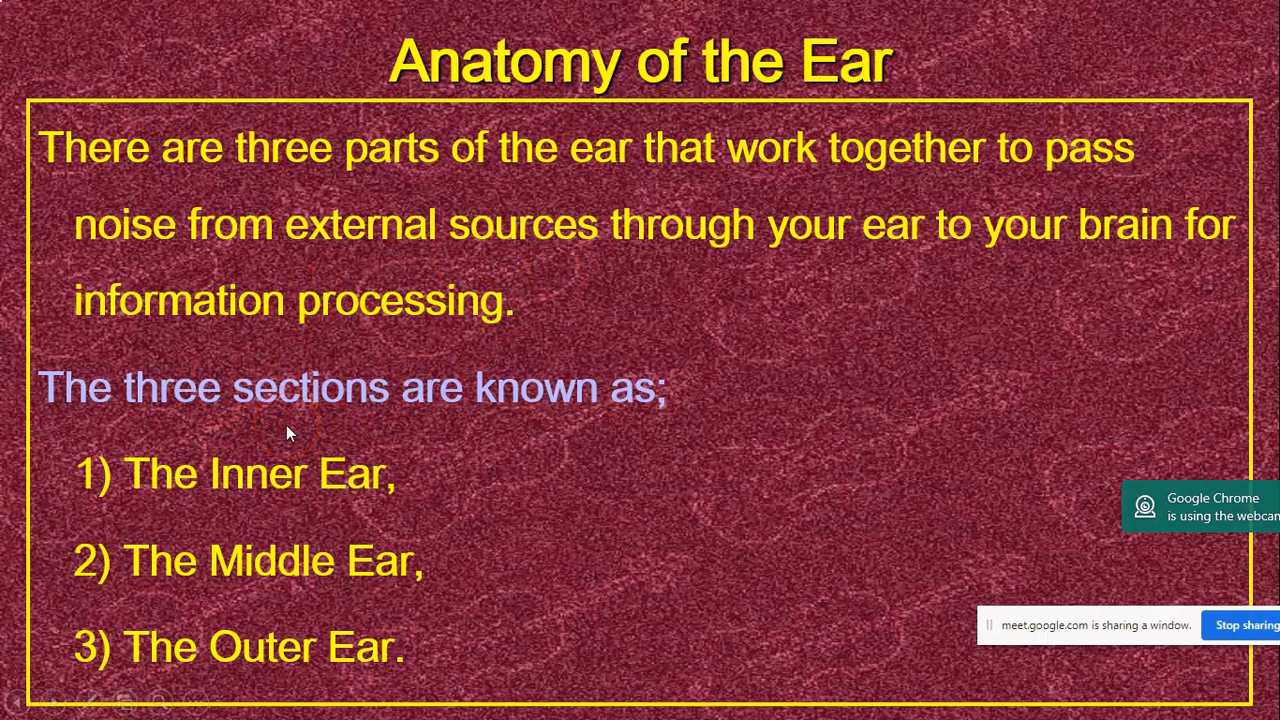 Anatomy of the Ear
There are three parts of the ear that work together to pass
noise from external sources through your ear to your brain for
information processing.
The three sections are known as;
1) The Inner Ear,
2) The Middle Ear,
3) The Outer Ear.
Google Chrome
is using the webcam
meet.google.com is sharing a window.
Stop sharing